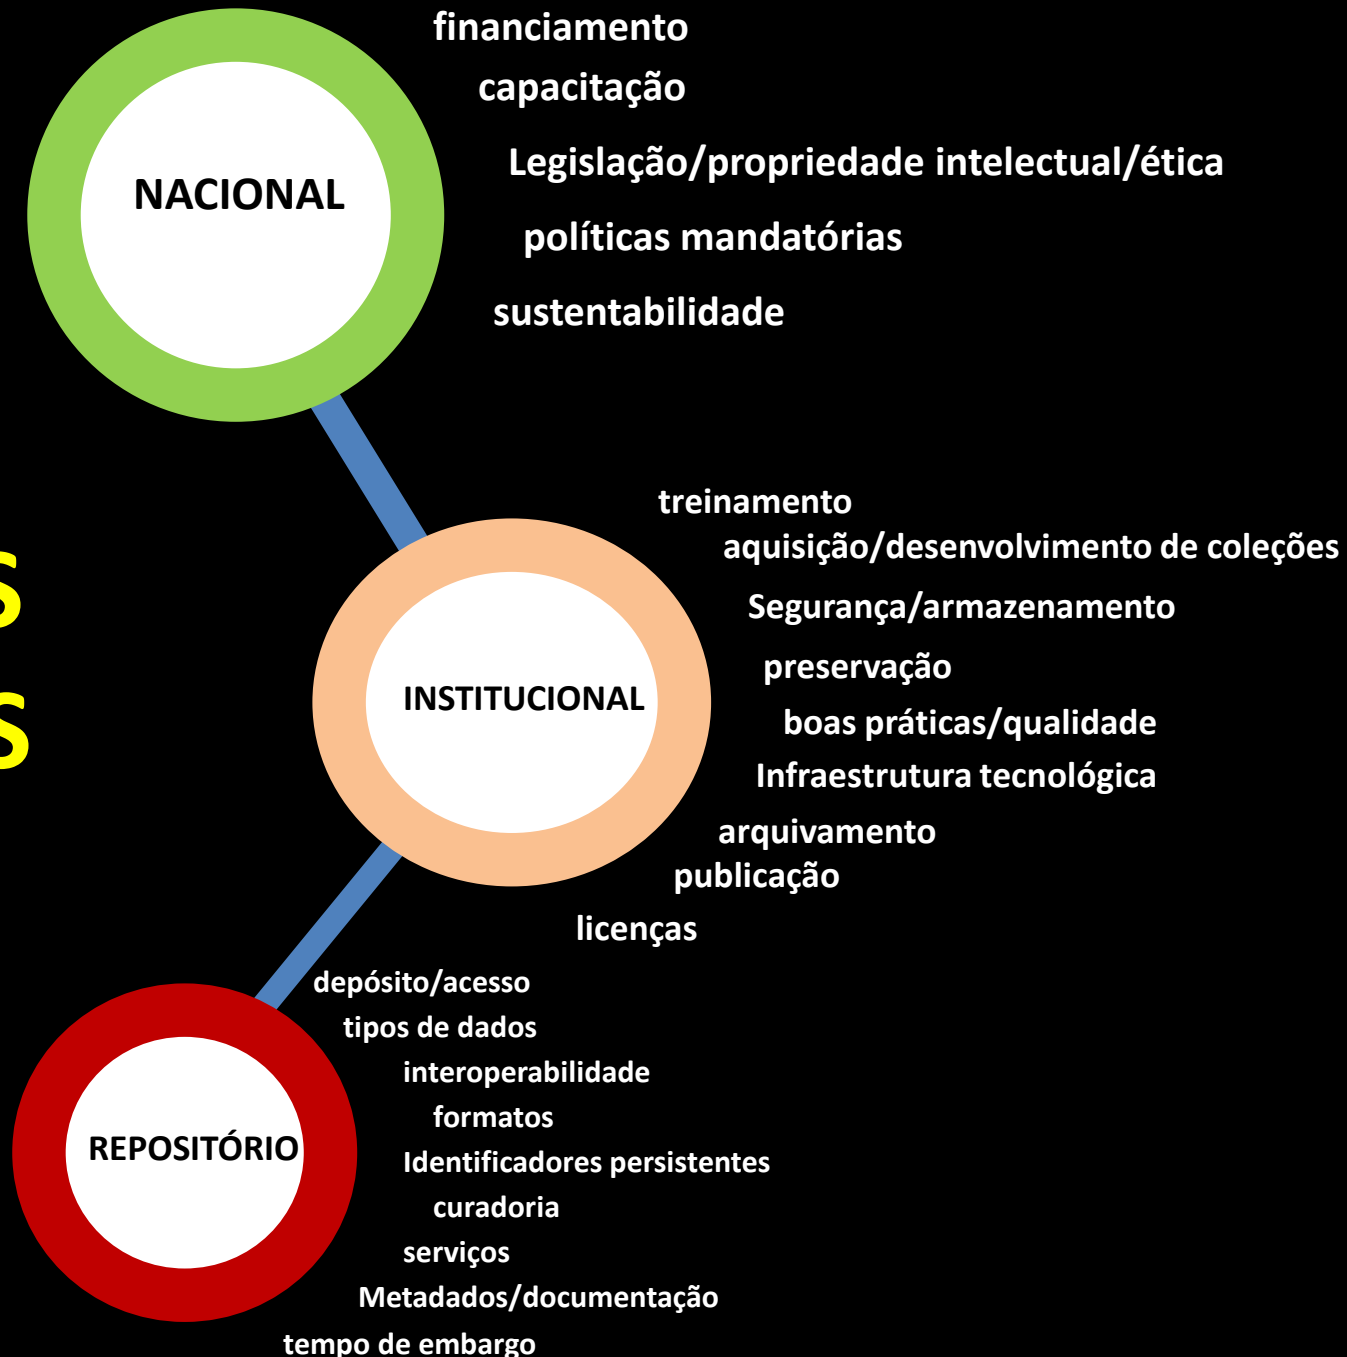 financiamento
capacitação
Legislação/propriedade intelectual/ética
NACIONAL
políticas mandatórias
sustentabilidade
treinamento
aquisição/desenvolvimento de coleções
Segurança/armazenamento
preservação
INSTITUCIONAL
boas práticas/qualidade
Infraestrutura tecnológica
arquivamento
publicação
licenças
depósito/acesso
tipos de dados
interoperabilidade
formatos
REPOSITÓRIO
Identificadores persistentes
curadoria
serviços
Metadados/documentação
tempo de embargo